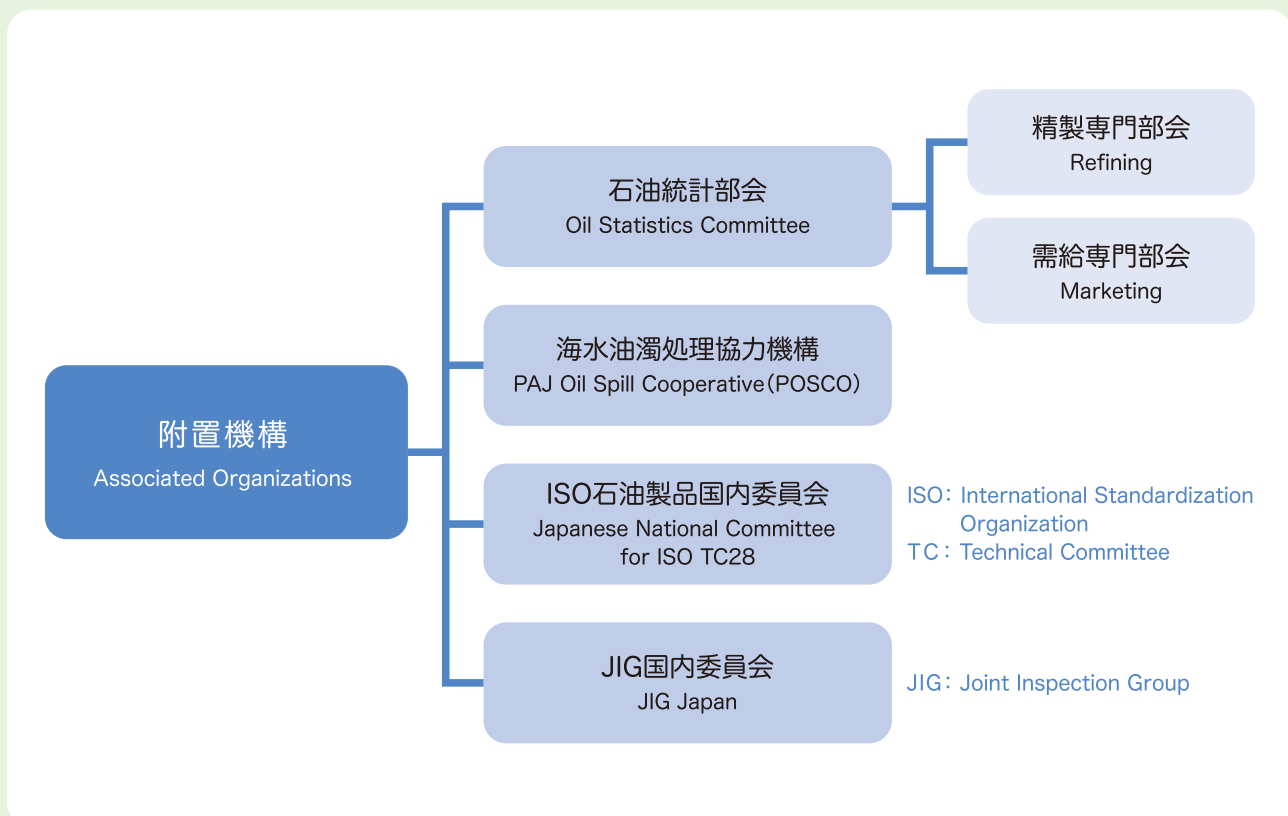 附置機構
Associated Organizations
石油統計部会
Oil Statistics Committee
精製専門部会
Refining
需給専門部会
Marketing
海水油濁処理協力機構
PAJ Oil Spill Cooperative(POSCO)
ISO石油製品国内委員会
Japanese National Committee
for ISO TC28
ISO: International Standardization
Organization
TC: Technical Committee
JIG国内委員会
JIG Japan
JIG: Joint Inspection Group